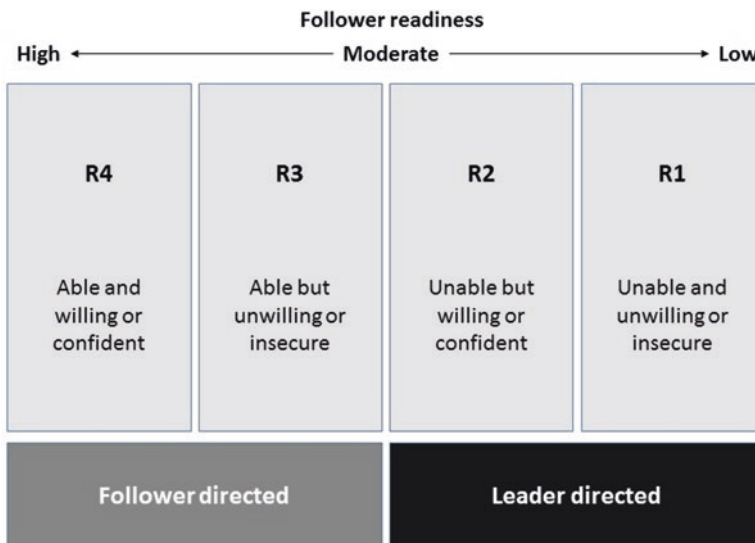 Follower readiness
High Moderate Low
R4 R3 R2 R1
Able and
willing or
confident
Able but
unwilling or
insecure
Unable but
willing or
confident
Unable and
unwilling or
insecure
Follower directed
Leader directed